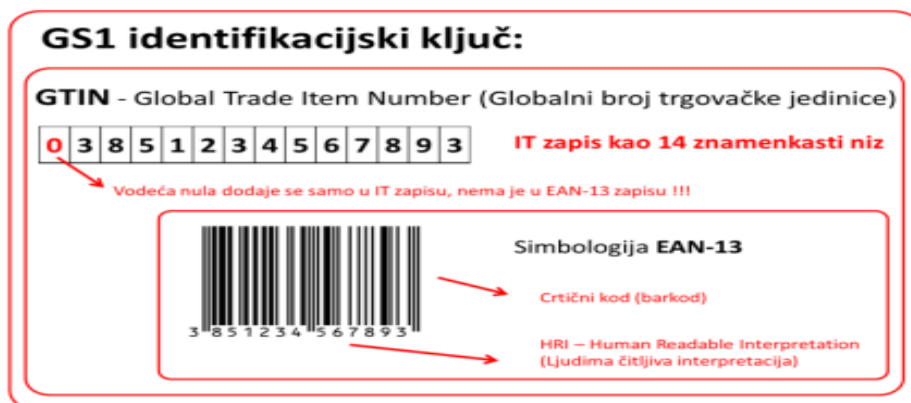 GS1 identifikacijski ključ:
GTIN - Global Trade Item Number (Globalni broj trgovačke jedinice)
0 3 8 5 1 2 3 4 5 6 7 8 9 3 IT zapis kao 14 znamenkasti niz
Vodeća nula dodaje se samo u IT zapisu, nema je u EAN-13 zapisu !!!
Simbologija EAN-13
Crtični kod (barkod)
3 851234 567893
HRI – Human Readable Interpretation
(Ljudima čitljiva interpretacija)